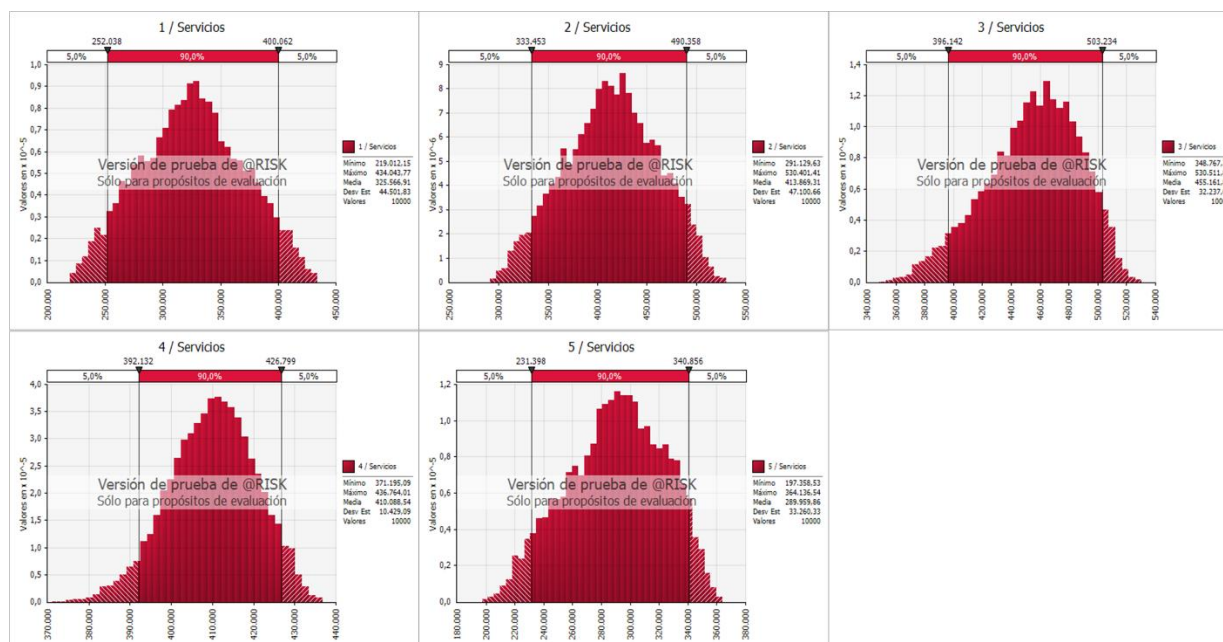 1 / Servicios
252.038 400.062
5,0% 90,0% 5,0%
Valores en x 10^-5
1,0
0,9
0,8
0,7
0,6
0,5
0,4
0,3
0,2
0,1
0,0
200.000 250.000 300.000 350.000 400.000 450.000
Versión de prueba de @RISK
Sólo para propósitos de evaluación
1 / Servicios
Mínimo 219.012,15
Máximo 434.043,77
Media 325.566,91
Desv Est 44.501,83
Valores 10000
2 / Servicios
333.453 490.358
5,0% 90,0% 5,0%
Valores en x 10^-6
9
8
7
6
5
4
3
2
1
0
250.000 300.000 350.000 400.000 450.000 500.000 550.000
Versión de prueba de @RISK
Sólo para propósitos de evaluación
2 / Servicios
Mínimo 291.129,63
Máximo 530.401,41
Media 413.869,31
Desv Est 47.100,66
Valores 10000
3 / Servicios
396.142 503.234
5,0% 90,0% 5,0%
Valores en x 10^-5
1,4
1,2
1,0
0,8
0,6
0,4
0,2
0,0
340.000 360.000 380.000 400.000 420.000 440.000 460.000 480.000 500.000 520.000 540.000
Versión de prueba de @RISK
Sólo para propósitos de evaluación
3 / Servicios
Mínimo 348.767,
Máximo 530.511,
Media 455.161,
Desv Est 32.237,
Valores 100
4 / Servicios
392.132 426.799
5,0% 90,0% 5,0%
Valores en x 10^-5
4,0
3,5
3,0
2,5
2,0
1,5
1,0
0,5
0,0
370.000 380.000 390.000 400.000 410.000 420.000 430.000 440.000
Versión de prueba de @RISK
Sólo para propósitos de evaluación
4 / Servicios
Mínimo 371.195,09
Máximo 436.764,01
Media 410.088,54
Desv Est 10.429,09
Valores 10000
5 / Servicios
231.398 340.856
5,0% 90,0% 5,0%
Valores en x 10^-5
1,2
1,0
0,8
0,6
0,4
0,2
0,0
180.000 200.000 220.000 240.000 260.000 280.000 300.000 320.000 340.000 360.000 380.000
Versión de prueba de @RISK
Sólo para propósitos de evaluación
5 / Servicios
Mínimo 197.358,53
Máximo 364.136,54
Media 289.959,86
Desv Est 33.260,33
Valores 10000